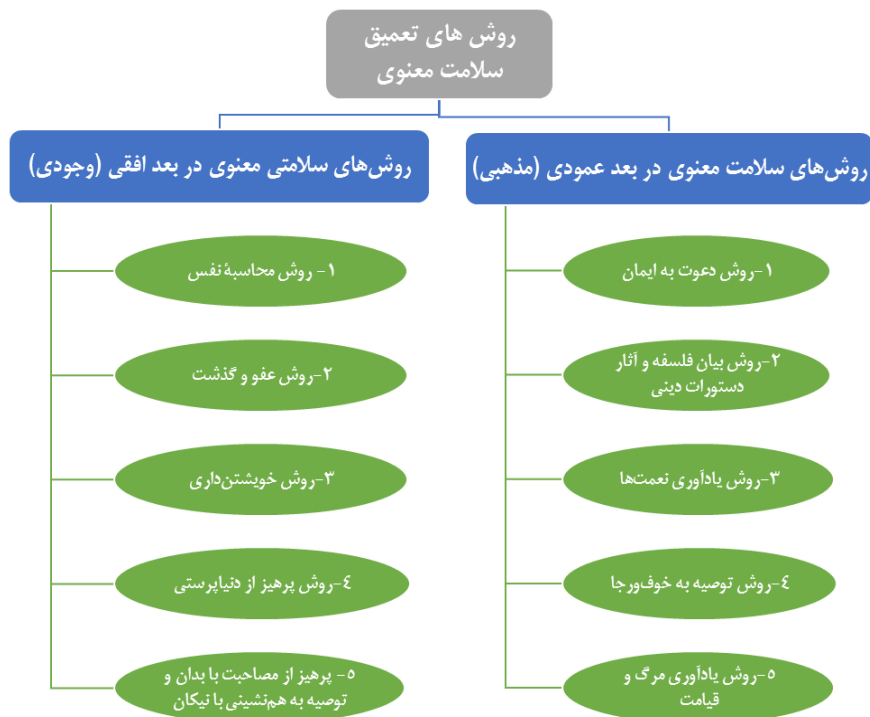 روش های تعمیق
سلامت معنوی
روش‌های سلامت معنوی در بعد عمودی (مذهبی)
۱-روش دعوت به ایمان
۲-روش بیان فلسفه و آثار
دستورات دینی
۳-روش یادآوری نعمت‌ها
٤-روش توصیه به خوف‌ورجا
٥-روش یادآوری مرگ و
قیامت
روش‌های سلامتی معنوی در بعد افقی (وجودی)
۱- روش محاسبهٔ نفس
۲-روش عفو و گذشت
۳-روش خویشتن‌داری
٤-روش پرهیز از دنیاپرستی
٥- پرهیز از مصاحبت با بدان و
توصیه به هم‌نشینی با نیکان